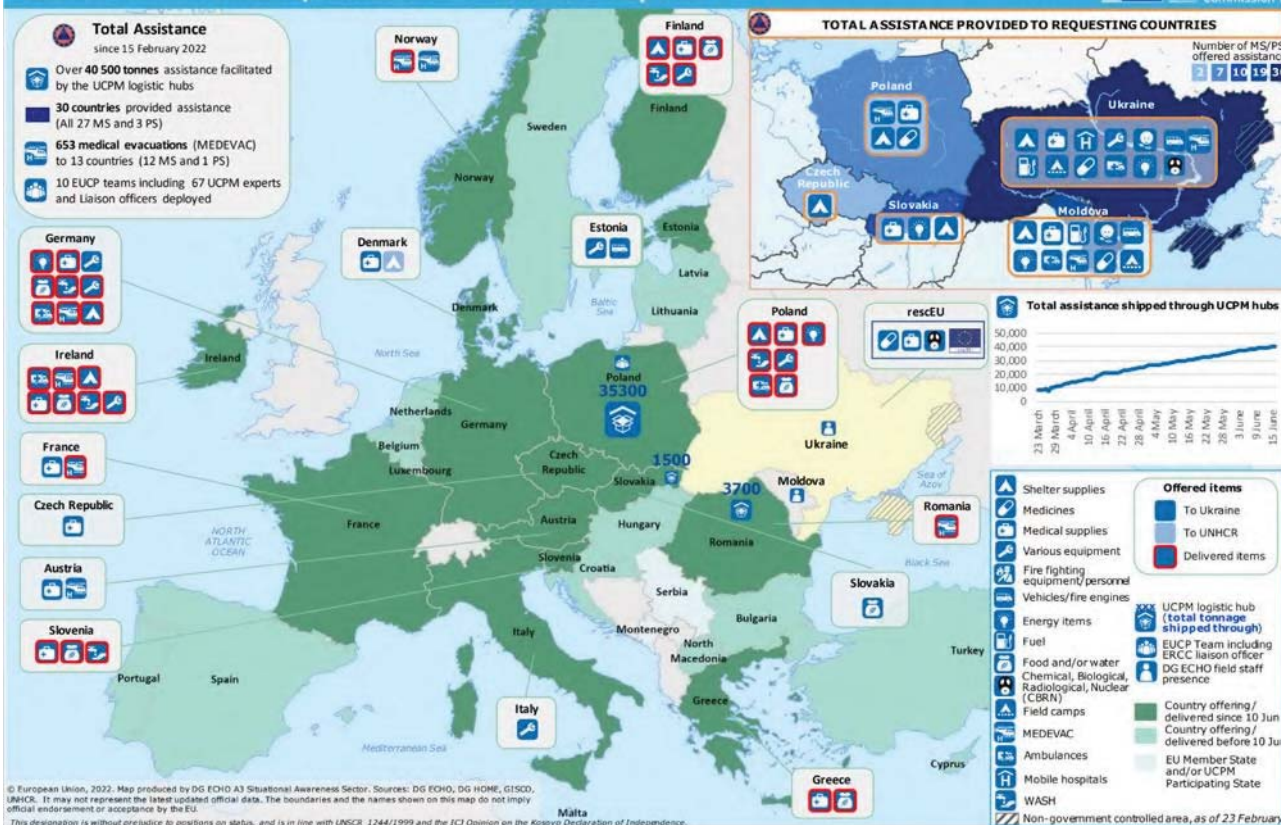 Total Assistance
since 15 February 2022
Over 40 500 tonnes assistance facilitated
by the UCPM logistic hubs
30 countries provided assistance
(All 27 MS and 3 PS)
653 medical evacuations (MEDEVAC)
to 13 countries (12 MS and 1 PS)
10 EUCP teams including 67 UCPM experts
and Liaison officers deployed
Norway
Finland
Germany
Denmark
Estonia
Ireland
Poland
rescEU
France
Czech Republic
Austria
Slovenia
Romania
Slovakia
Italy
Greece
Finland
Sweden
Norway
Estonia
Latvia
Lithuania
Denmark
Baltic
Sea
North Sea
Ireland
Netherlands
Belgium
Luxembourg
Germany
Poland
35300
Czech
Republic
1500
Slovakia
Ukraine
Moldova
3700
Sea of
Azov
France
Austria
Hungary
Romania
Slovenia
Croatia
Black Sea
NORTH
ATLANTIC
OCEAN
Serbia
Italy
Montenegro
North
Macedonia
Bulgaria
Turkey
Portugal
Spain
Greece
Mediterranean Sea
Cyprus
Malta
TOTAL ASSISTANCE PROVIDED TO REQUESTING COUNTRIES
Number of MS/PS
offered assistance
2 7 10 19
Poland
Ukraine
Czech
Republic
Slovakia
Moldova
Total assistance shipped through UCPM hubs
50,000
40,000
30,000
20,000
10,000
0
23 March
29 March
4 April
10 April
16 April
22 April
28 April
4 May
10 May
16 May
22 May
28 May
3 June
9 June
15 June
Shelter supplies
Medicines
Medical supplies
Various equipment
Fire fighting
equipment/personnel
Vehicles/fire engines
Energy items
Fuel
Food and/or water
Chemical, Biological,
Radiological, Nuclear
(CBRN)
Field camps
MEDEVAC
Ambulances
Mobile hospitals
WASH
Offered items
To Ukraine
To UNHCR
Delivered items
UCPM logistic hub
(total tonnage
shipped through)
EUCP Team including
ERCC liaison officer
DG ECHO field staff
presence
Country offering/
delivered since 10 Jun
Country offering/
delivered before 10 Ju
EU Member State
and/or UCPM
Participating State
Non-government controlled area, as of 23 February
© European Union, 2022. Map produced by DG ECHO A3 Situational Awareness Sector. Sources: DG ECHO, DG HOME, GISCO,
UNHCR. It may not represent the latest updated official data. The boundaries and the names shown on this map do not imply
official endorsement or acceptance by the EU.
This designation is without prejudice to positions on status, and is in line with UNSCR 1244/1999 and the ICJ Opinion on the Kosovo Declaration of Independence.